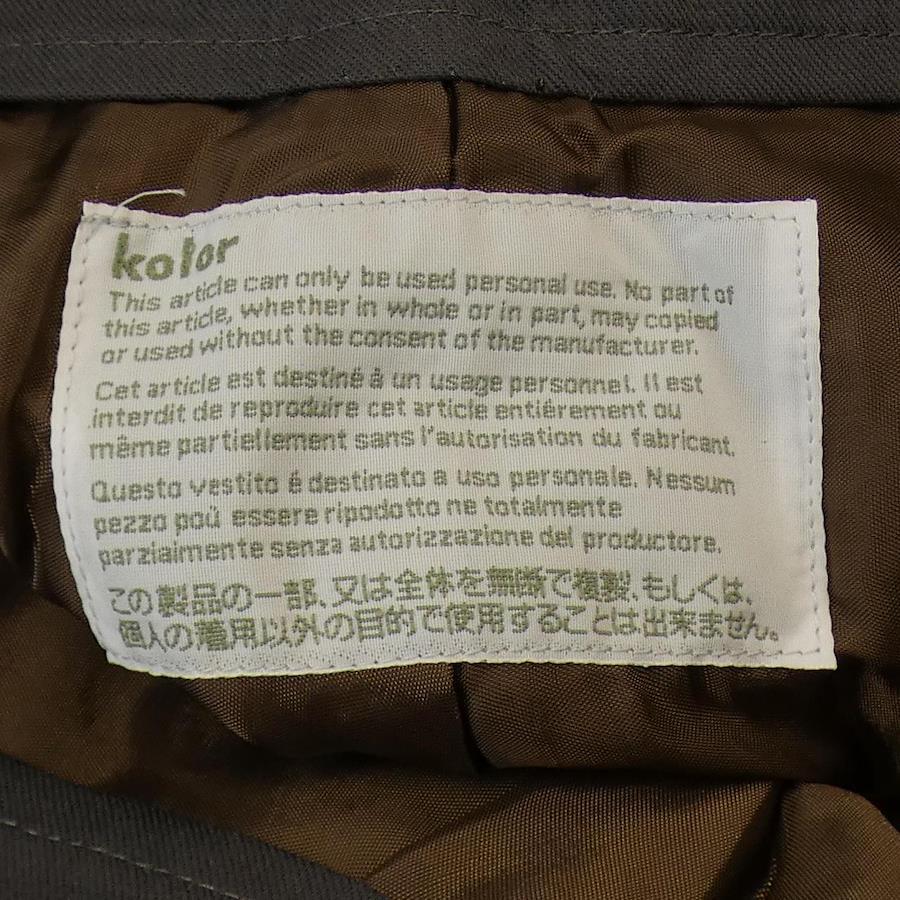 kolor
This article can only be used personal use. No part of
this article, whether in whole or in part, may copied
or used without the consent of the manufacturer.
Cet article est destiné à un usage personnel. Il est
interdit de reproduire cet article entiérement ou
même partiellement sans l'autorisation du fabricant.
Questo vestito é destinato a uso personale. Nessum
pezzo poú essere ripodotto ne totalmente
parzialmente senza autorizzazione del productore.
この製品の一部、又は全体を無断で複製、もしくは、
個人の着用以外の目的で使用することは出来ません。